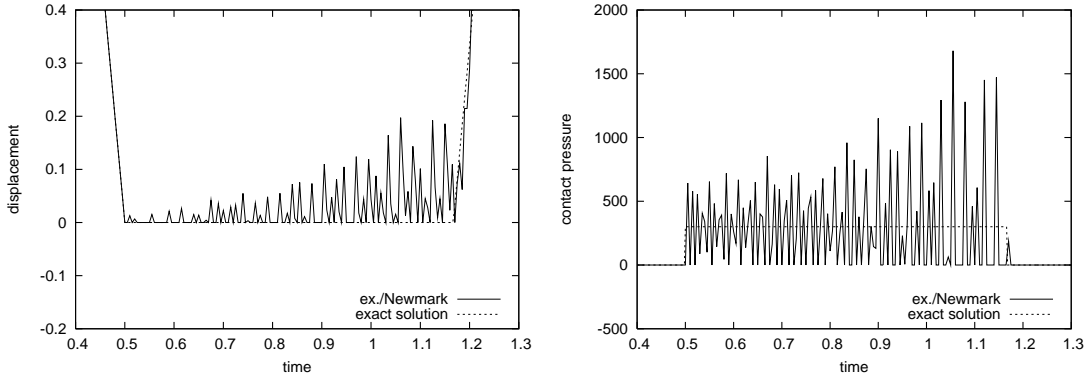 displacement
0.4
0.3
0.2
0.1
0
-0.1
-0.2
0.4 0.5 0.6 0.7 0.8 0.9 1 1.1 1.2 1.3
time
ex./Newmark
exact solution
contact pressure
2000
1500
1000
500
0
-500
0.4 0.5 0.6 0.7 0.8 0.9 1 1.1 1.2 1.3
time
ex./Newmark
exact solution